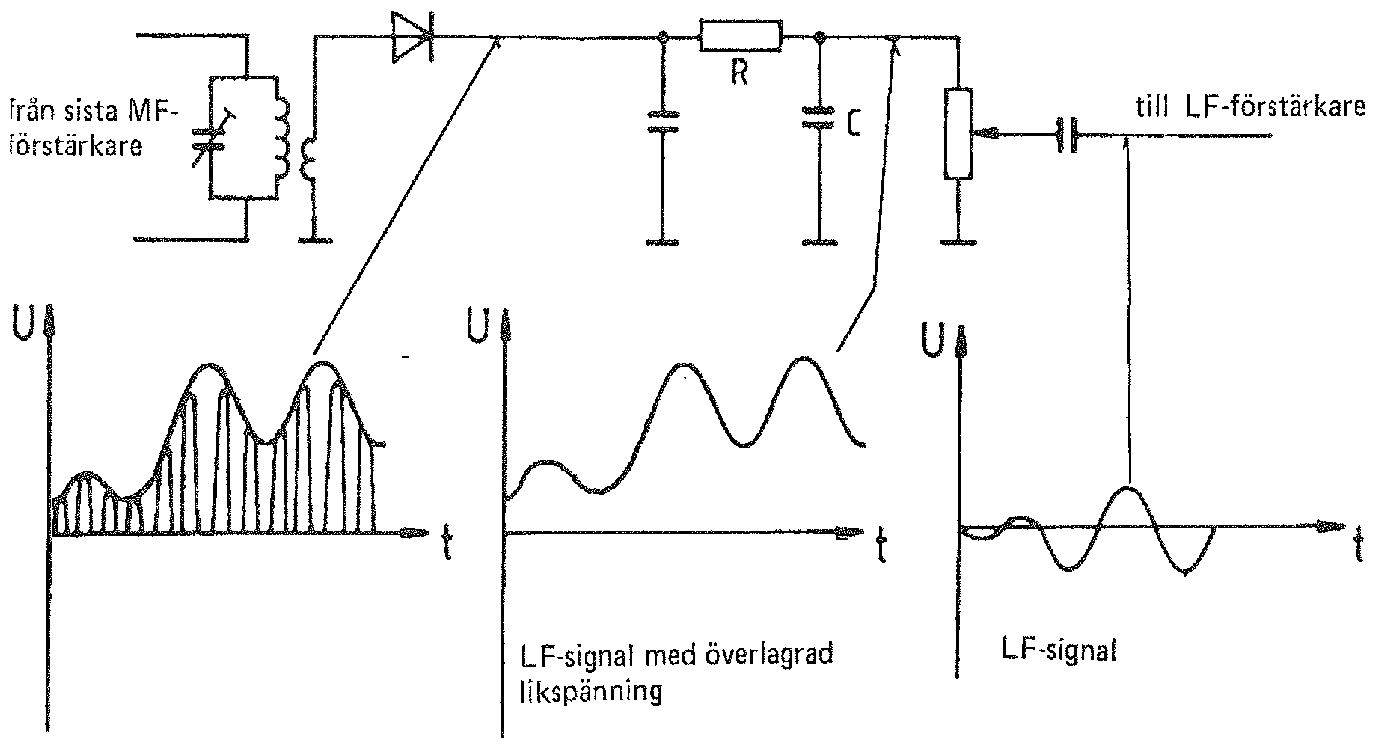 från sista MF-
förstärkare
R
C
till LF-förstärkare
U
t
U
t
LF-signal med överlagrad
likspänning
U
t
LF-signal